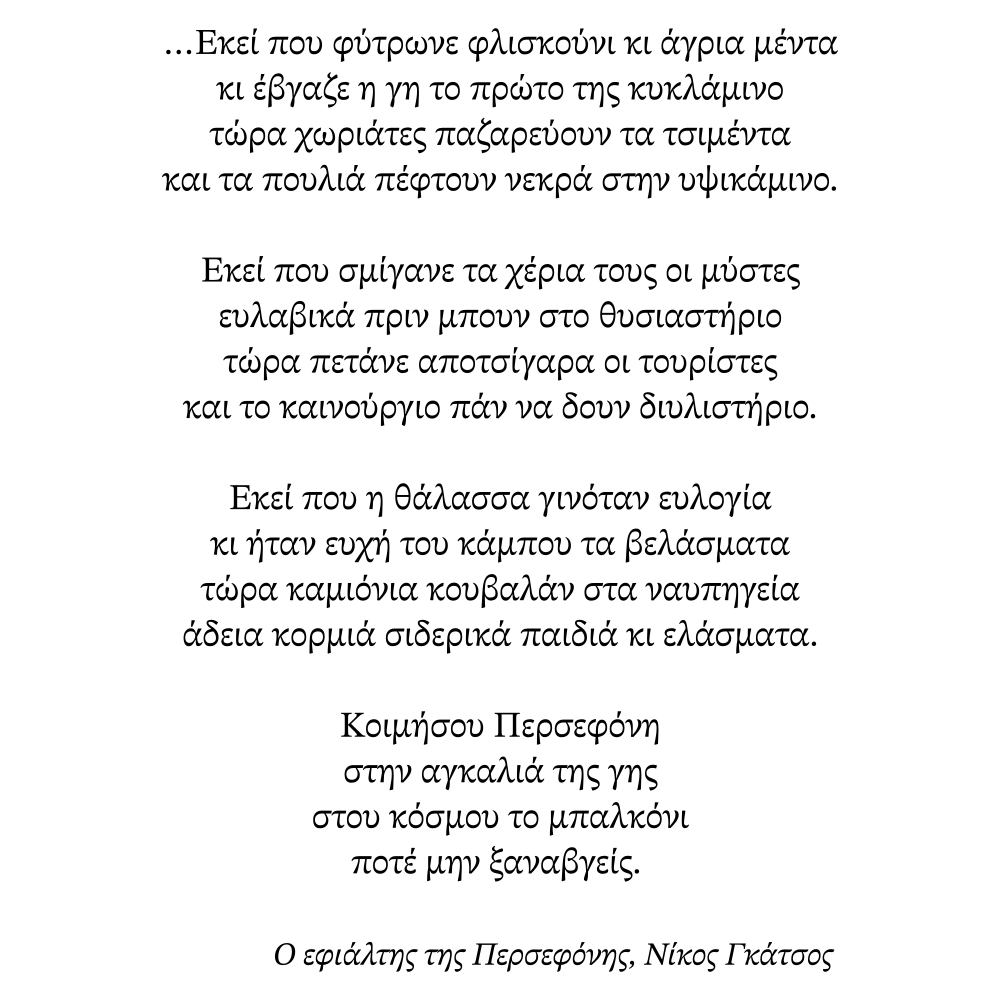 ...Εκεί που φύτρωνε φλισκούνι κι άγρια μέντα
κι έβγαζε η γη το πρώτο της κυκλάμινο
τώρα χωριάτες παζαρεύουν τα τσιμέντα
και τα πουλιά πέφτουν νεκρά στην υψικάμινο.
Εκεί που σμίγανε τα χέρια τους οι μύστες
ευλαβικά πριν μπουν στο θυσιαστήριο
τώρα πετάνε αποτσίγαρα οι τουρίστες
και το καινούργιο πάν να δουν διυλιστήριο.
Εκεί που η θάλασσα γινόταν ευλογία
κι ήταν ευχή του κάμπου τα βελάσματα
τώρα καμιόνια κουβαλάν στα ναυπηγεία
άδεια κορμιά σιδερικά παιδιά κι ελάσματα.
Κοιμήσου Περσεφόνη
στην αγκαλιά της γης
στου κόσμου το μπαλκόνι
ποτέ μην ξαναβγείς.
Ο εφιάλτης της Περσεφόνης, Νίκος Γκάτσος